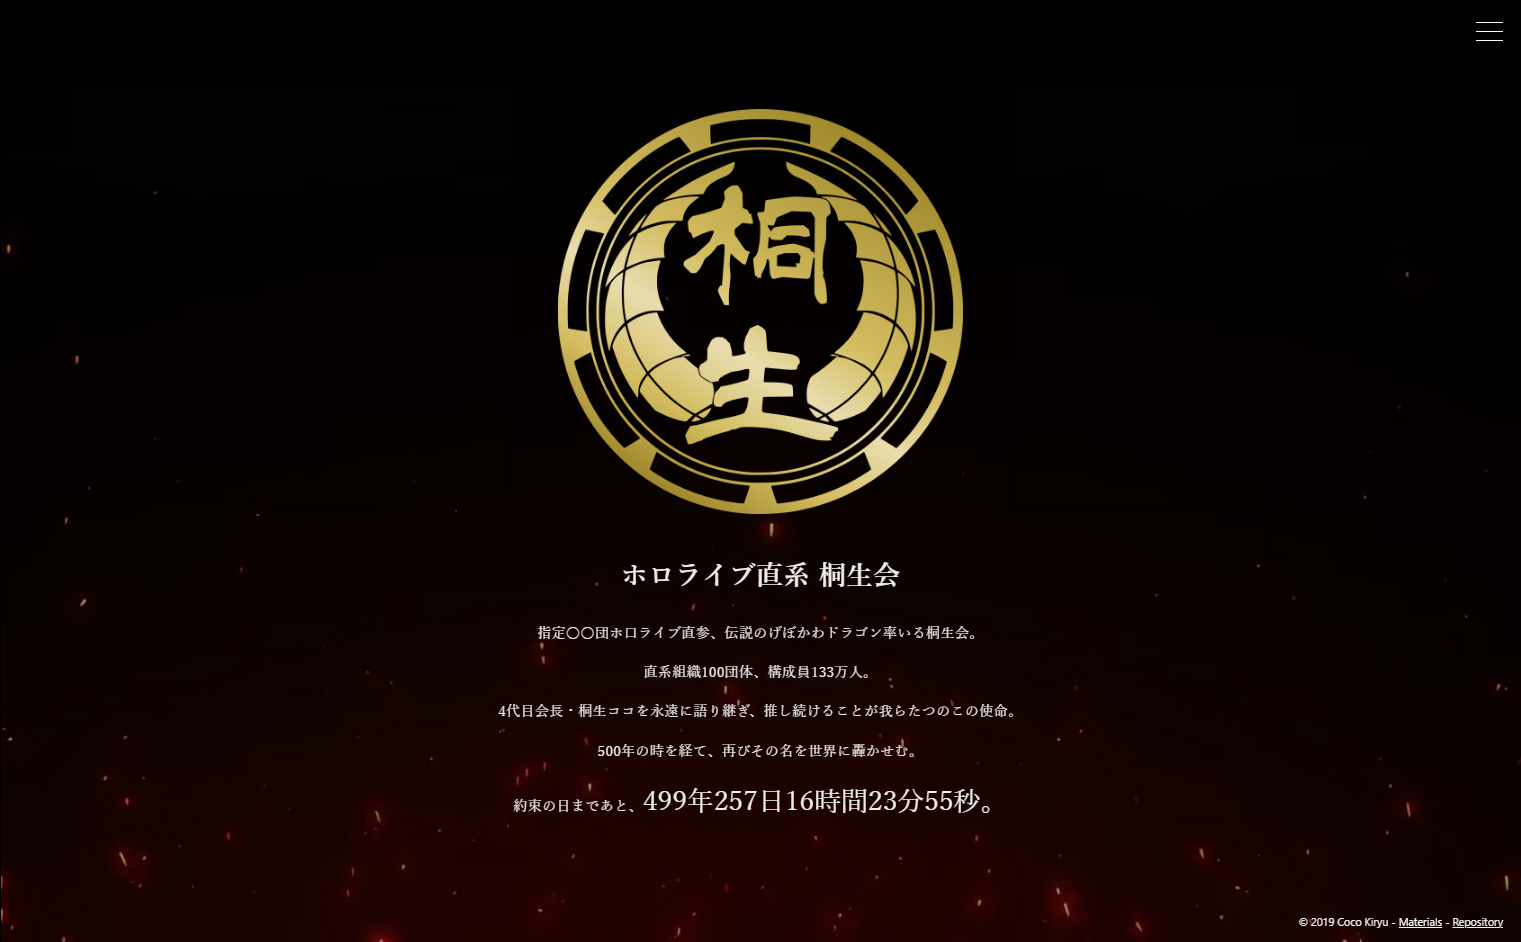 桐
生
ホロライブ直系 桐生会
指定〇〇団ホロライブ直参、伝説のげぼかわドラゴン率いる桐生会。
直系組織100団体、構成員133万人。
4代目会長・桐生ココを永遠に語り継ぎ、推し続けることが我らたつのこの使命。
500年の時を経て、再びその名を世界に轟かせむ。
約束の日まであと、499年257日16時間23分55秒。
© 2019 Coco Kiryu - Materials - Repository